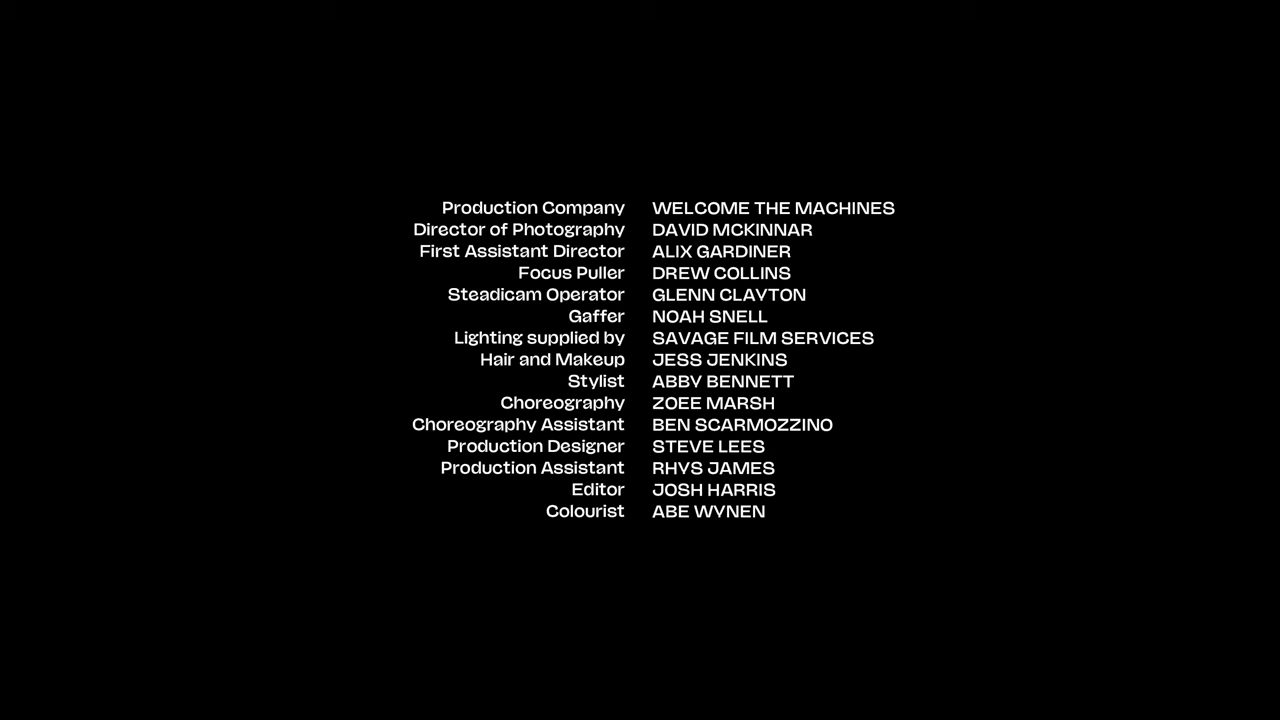 Production Company WELCOME THE MACHINES
Director of Photography DAVID MCKINNAR
First Assistant Director ALIX GARDINER
Focus Puller DREW COLLINS
Steadicam Operator GLENN CLAYTON
Gaffer NOAH SNELL
Lighting supplied by SAVAGE FILM SERVICES
Hair and Makeup JESS JENKINS
Stylist ABBY BENNETT
Choreography ZOEE MARSH
Choreography Assistant BEN SCARMOZZINO
Production Designer STEVE LEES
Production Assistant RHYS JAMES
Editor JOSH HARRIS
Colourist ABE WYNEN